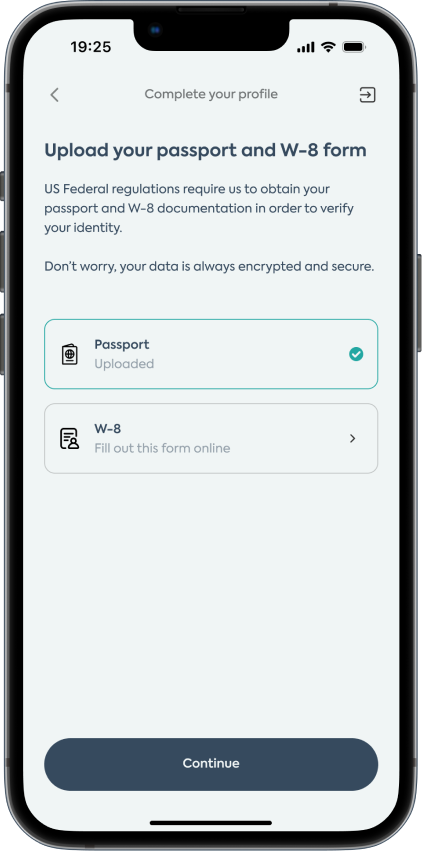 19:25
Complete your profile
Upload your passport and W-8 form
US Federal regulations require us to obtain your
passport and W-8 documentation in order to verify
your identity.
Don't worry, your data is always encrypted and secure.
Passport
Uploaded
W-8
Fill out this form online
Continue